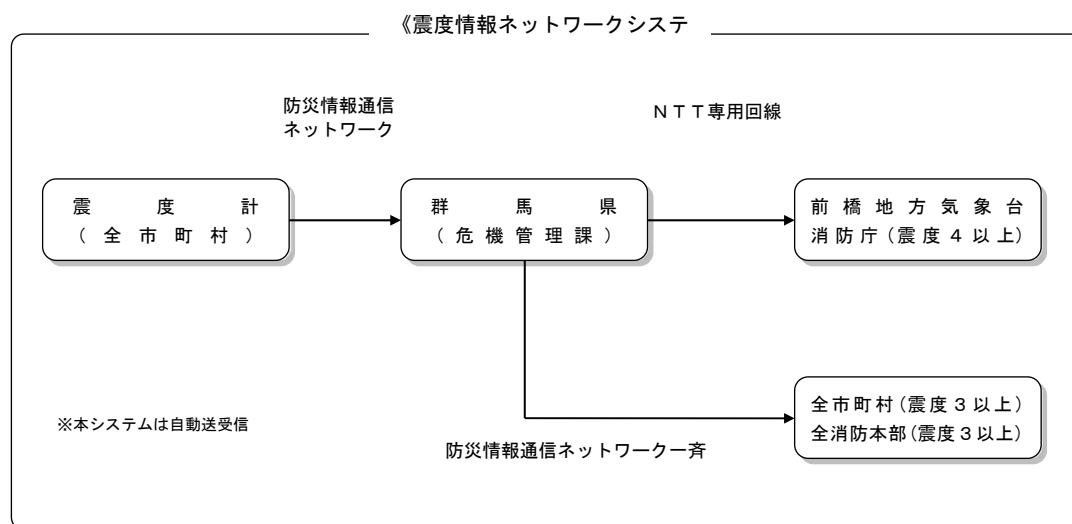 《震度情報ネットワークシステ
防災情報通信
ネットワーク
ＮＴＴ専用回線
震度計
（全市町村）
群馬県
（危機管理課）
前橋地方気象台
消防庁（震度４以上）
※本システムは自動送受信
全市町村（震度３以上）
全消防本部（震度３以上）
防災情報通信ネットワーク一斉